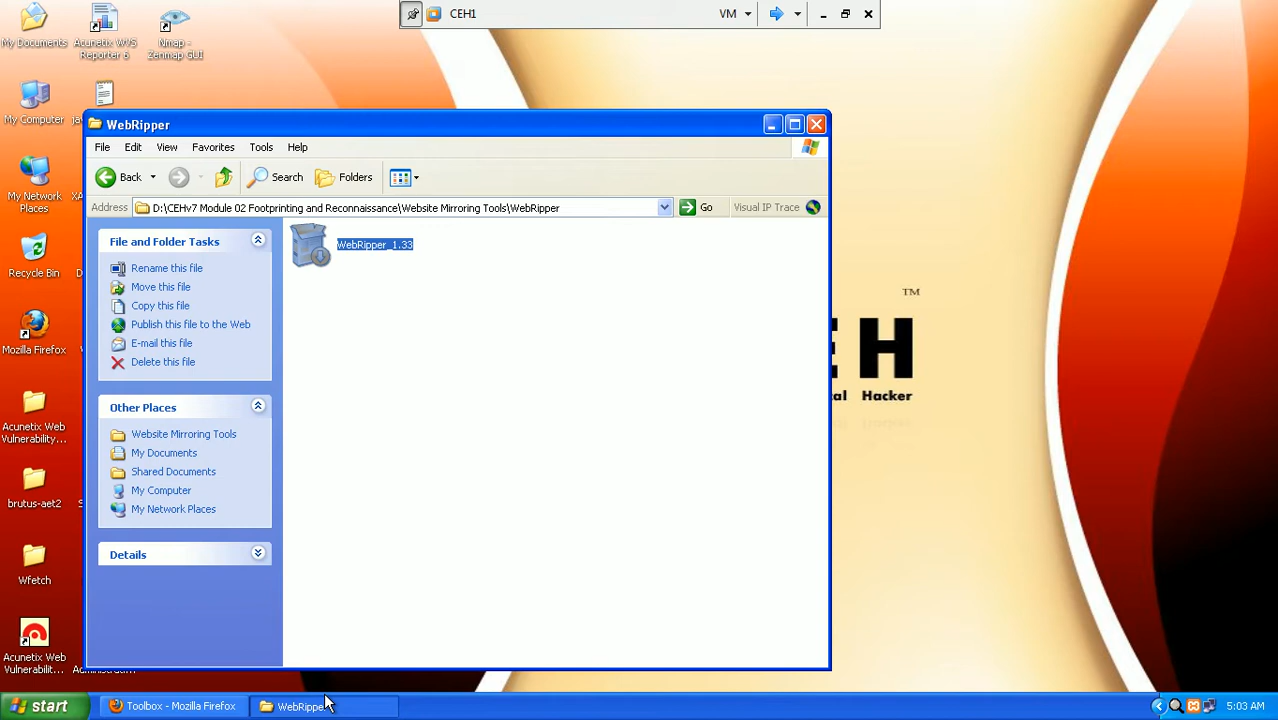 CEH1
VM
My Documents
Acunetix WVS
Reporter 6
Nmap -
Zenmap GUI
My Computer
My Network
Places
Recycle Bin
Mozilla Firefox
Acunetix Web
Vulnerability...
brutus-aet2
Wfetch
Acunetix Web
Vulnerabilit...
WebRipper
File Edit View Favorites Tools Help
Back Search Folders
Address D:\CEHv7 Module 02 Footprinting and Reconnaissance\Website Mirroring Tools\WebRipper Go Visual IP Trace
File and Folder Tasks
Rename this file
Move this file
Copy this file
Publish this file to the Web
E-mail this file
Delete this file
Other Places
Website Mirroring Tools
My Documents
Shared Documents
My Computer
My Network Places
Details
WebRipper_1.33
TM
EH
Hacker
start
Toolbox - Mozilla Firefox
WebRipper
5:03 AM